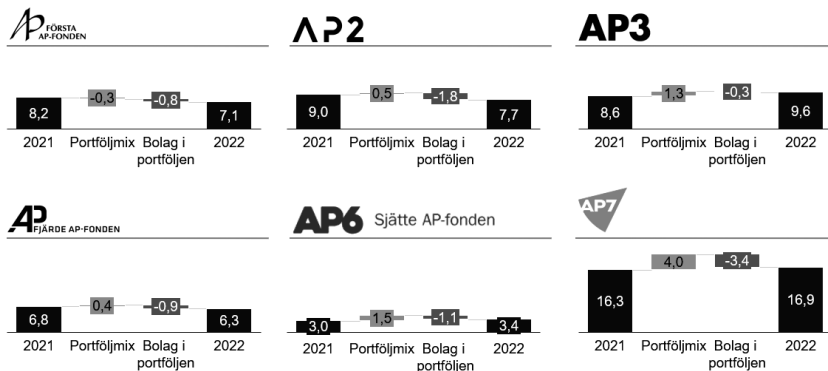 AP FÖRSTA
AP-FONDEN
8,2
-0,3
-0,8
7,1
2021 Portföljmix Bolag i 2022
portföljen
AP2
9,0
0,5
-1,8
7,7
2021 Portföljmix Bolag i 2022
portföljen
AP3
8,6
1,3
-0,3
9,6
2021 Portföljmix Bolag i 2022
portföljen
AP FJÄRDE AP-FONDEN
6,8
0,4
-0,9
6,3
2021 Portföljmix Bolag i 2022
portföljen
AP6 Sjätte AP-fonden
3,0
1,5
-1,1
3,4
2021 Portföljmix Bolag i 2022
portföljen
AP7
16,3
4,0
-3,4
16,9
2021 Portföljmix Bolag i 2022
portföljen